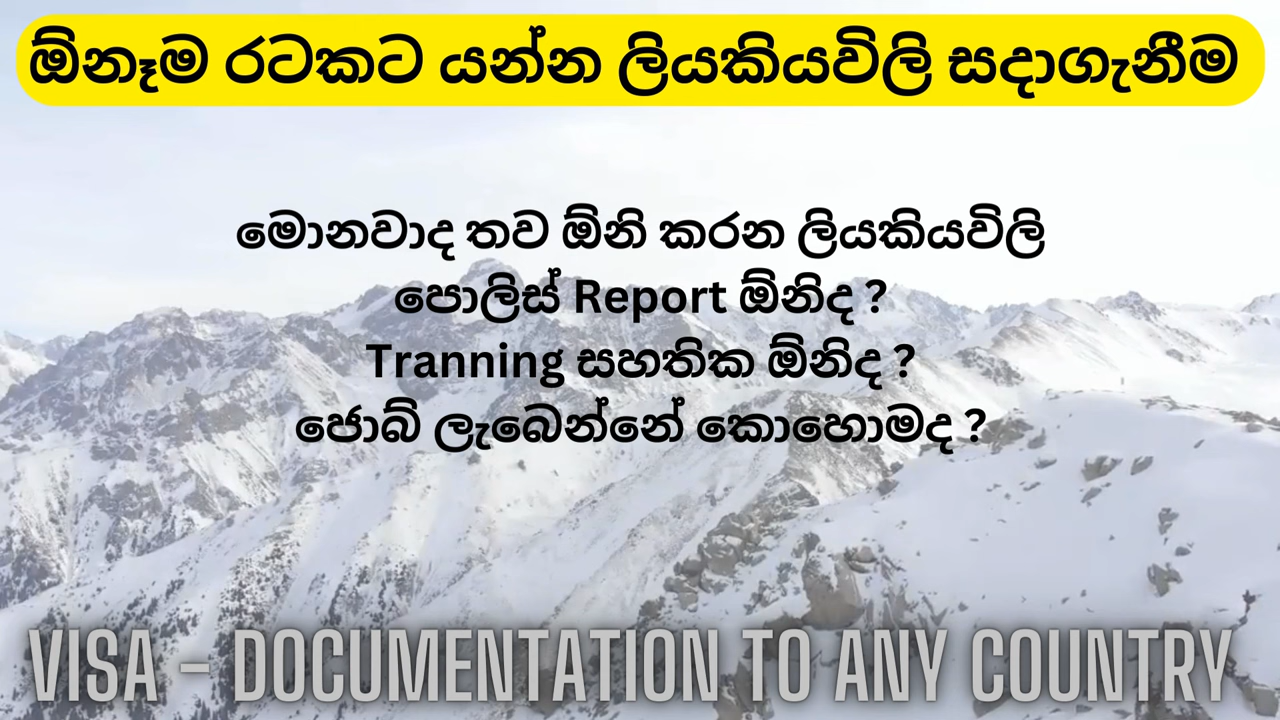 ඕනෑම රටකට යන්න ලියකියවිලි සදාගැනීම
මොනවාද තව ඕනි කරන ලියකියවිලි
පොලිස් Report ඕනිද ?
Tranning සහතික ඕනිද ?
ජොබ් ලැබෙන්නේ කොහොමද ?
VISA - DOCUMENTATION TO ANY COUNTRY